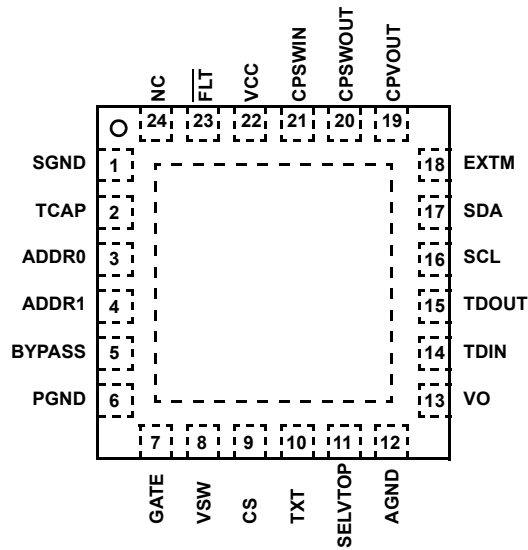 NC
FLT
VCC
CPSWIN
CPSWOUT
CPVOUT
24
23
22
21
20
19
SGND 1
18 EXTM
TCAP 2
17 SDA
ADDR0 3
16 SCL
ADDR1 4
15 TDOUT
BYPASS 5
14 TDIN
PGND 6
13 VO
7
8
9
10
11
12
GATE
VSW
CS
TXT
SELVTOP
AGND